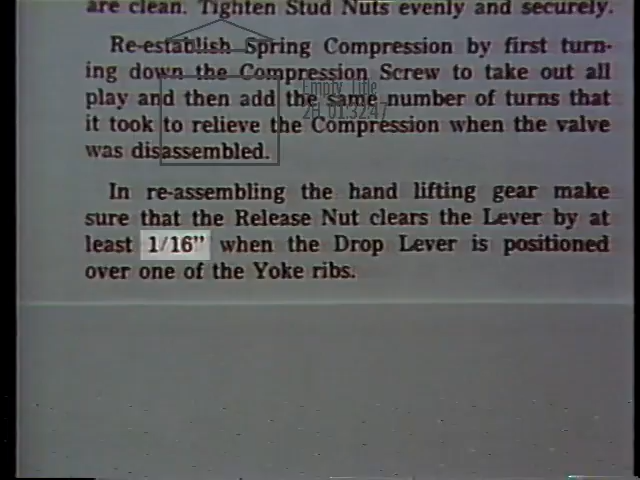 are clean. Tighten Stud Nuts evenly and securely.
Re-establish Spring Compression by first turn-
ing down the Compression Screw to take out all
play and then add the same number of turns that
it took to relieve the Compression when the valve
was disassembled.
Empty Title
In re-assembling the hand lifting gear make
sure that the Release Nut clears the Lever by at
least 1/16” when the Drop Lever is positioned
over one of the Yoke ribs.